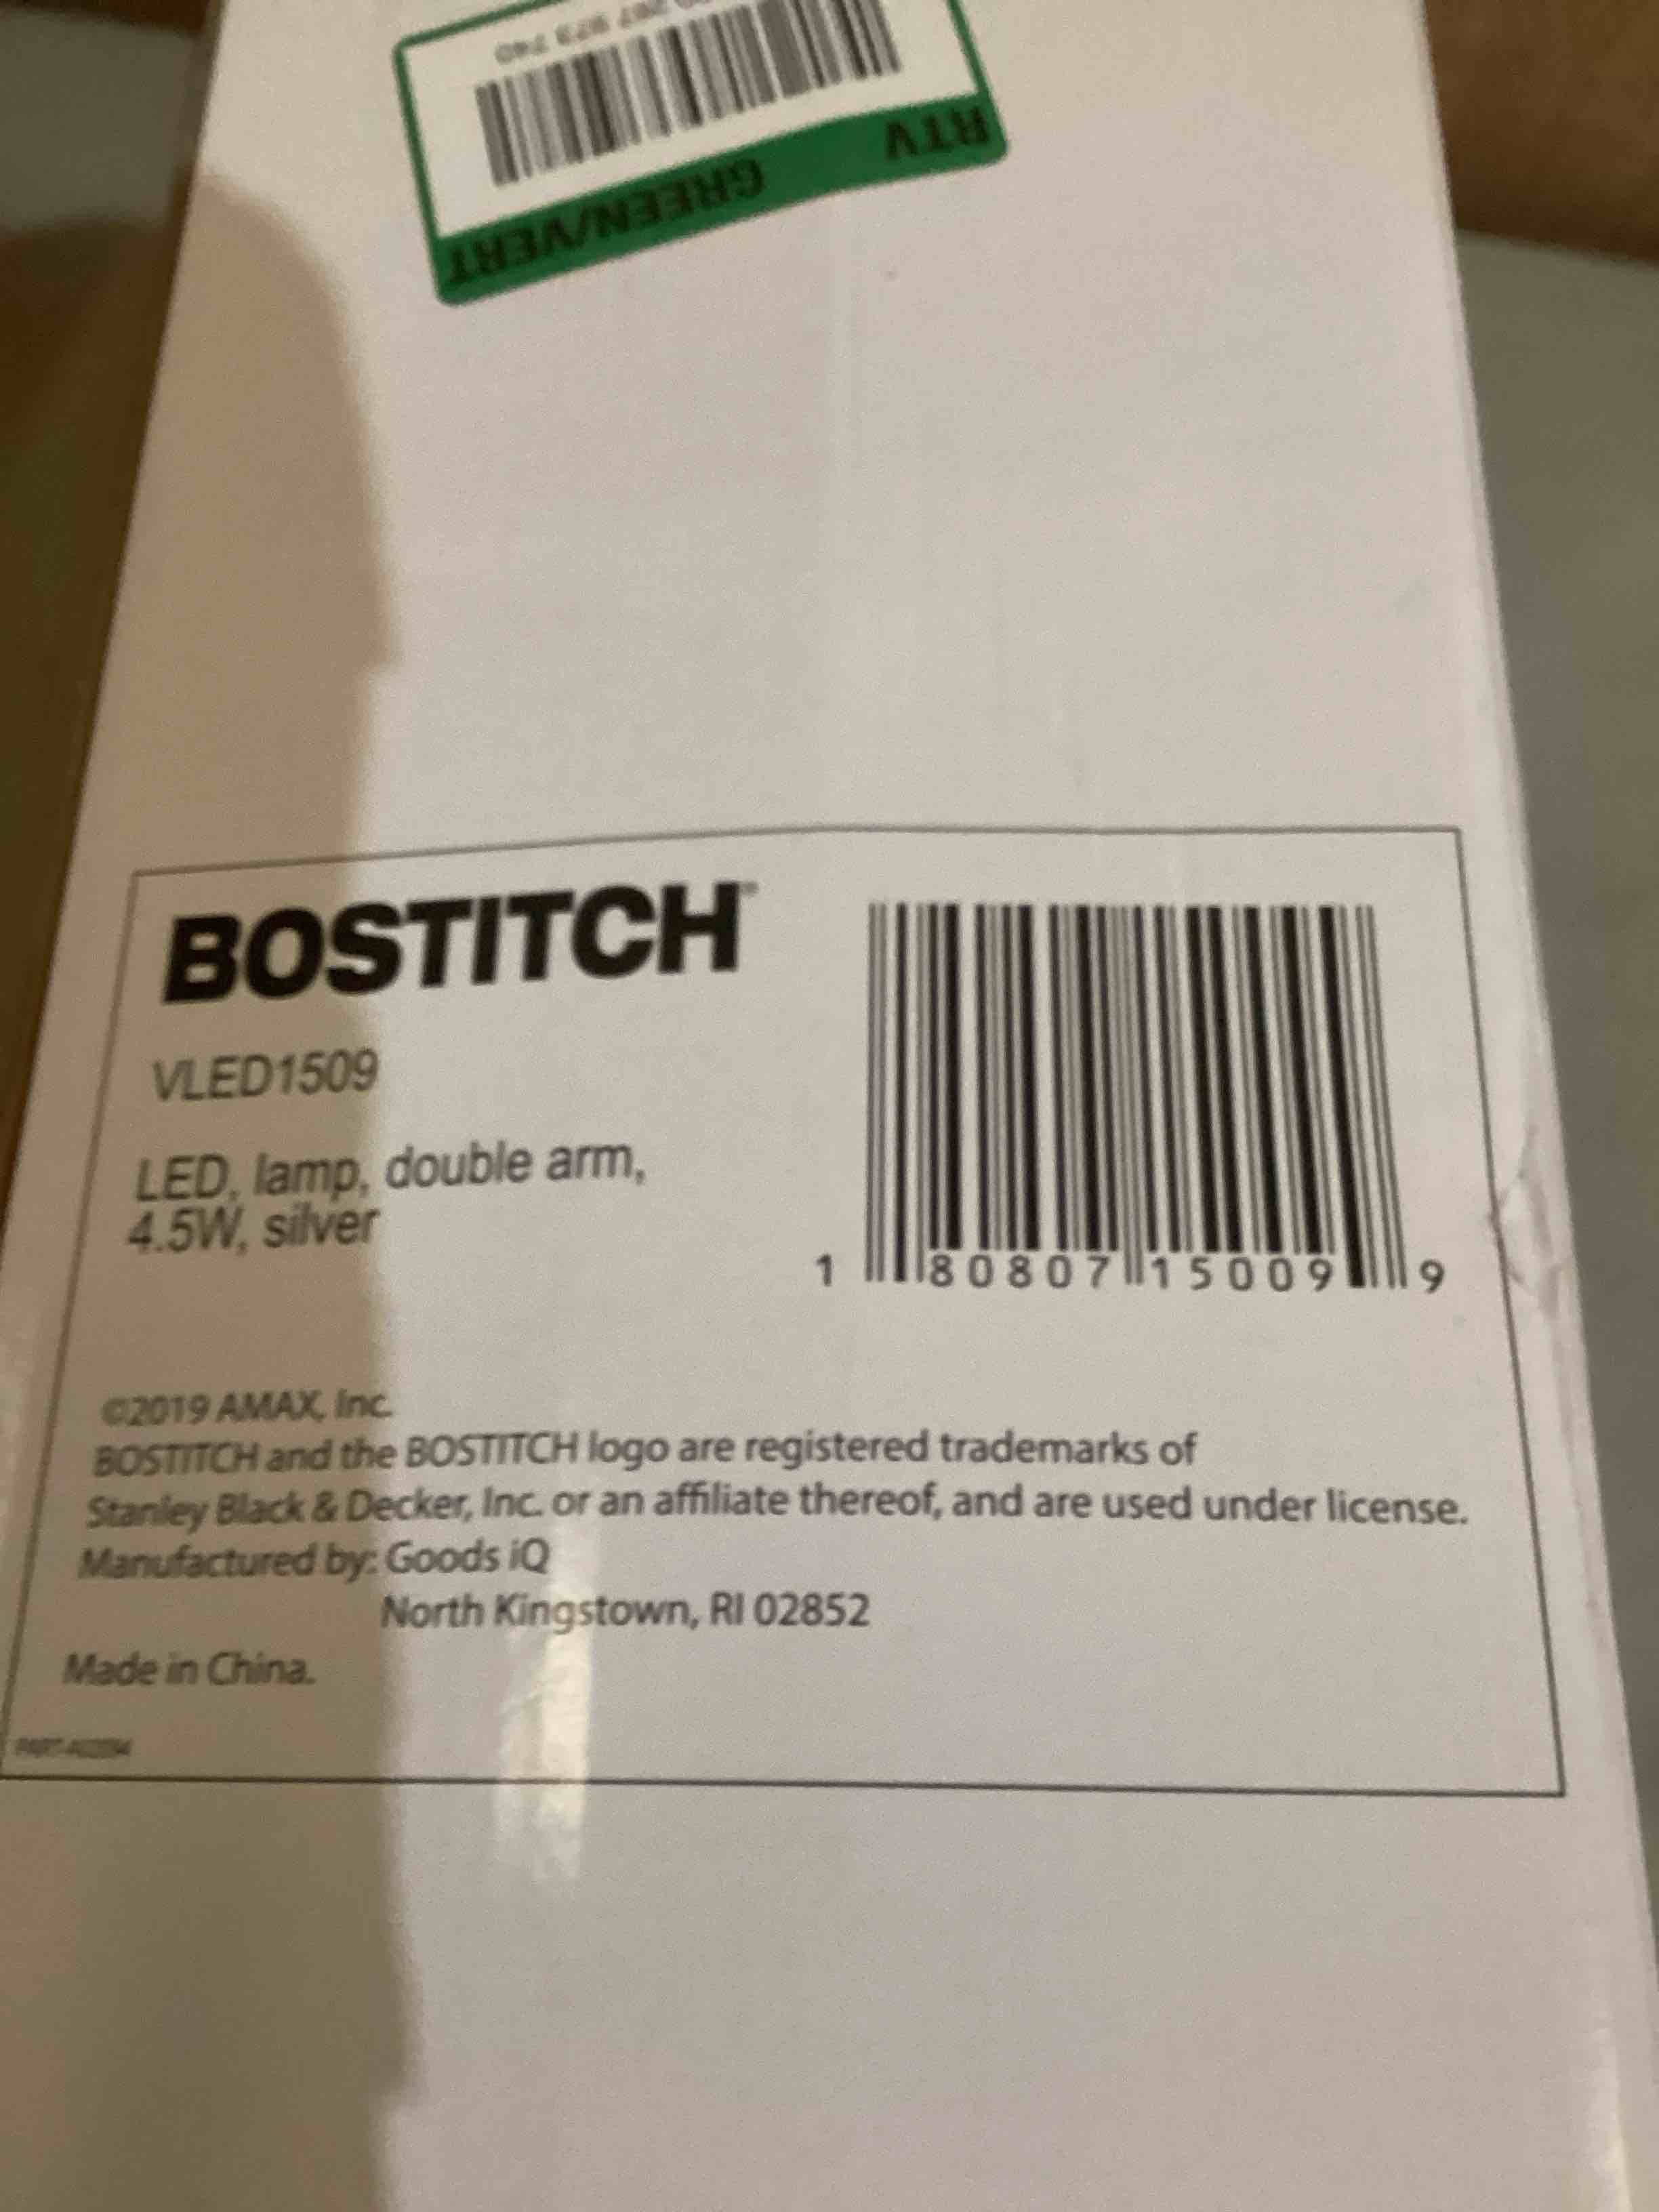 RTV
GREEN/VERT
BOSTITCH
VLED1509
LED, lamp, double arm,
4.5W, silver
1 80807 15009 9
©2019 AMAX, Inc.
BOSTITCH and the BOSTITCH logo are registered trademarks of
Stanley Black & Decker, Inc. or an affiliate thereof, and are used under license.
Manufactured by: Goods iQ
North Kingstown, RI 02852
Made in China.